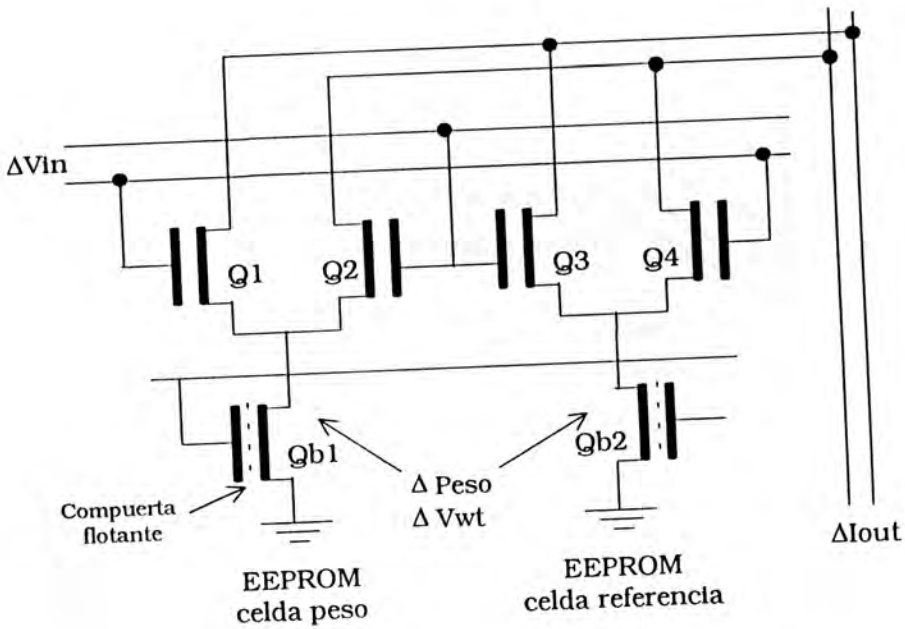 ΔVin
Q1
Q2
Q3
Q4
Qb1
Qb2
Compuerta
flotante
Δ Peso
Δ Vwt
ΔIout
EEPROM
celda peso
EEPROM
celda referencia